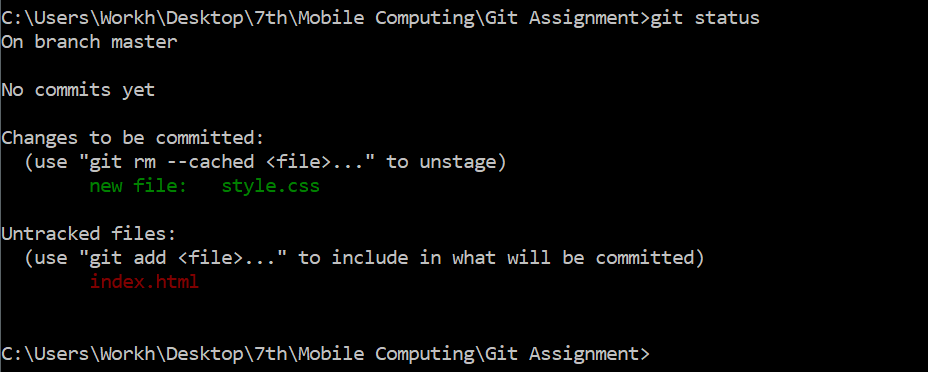 C:\Users\Workh\Desktop\7th\Mobile Computing\Git Assignment>git status
On branch master
No commits yet
Changes to be committed:
(use "git rm --cached <file>..." to unstage)
new file:   style.css
Untracked files:
(use "git add <file>..." to include in what will be committed)
index.html
C:\Users\Workh\Desktop\7th\Mobile Computing\Git Assignment>